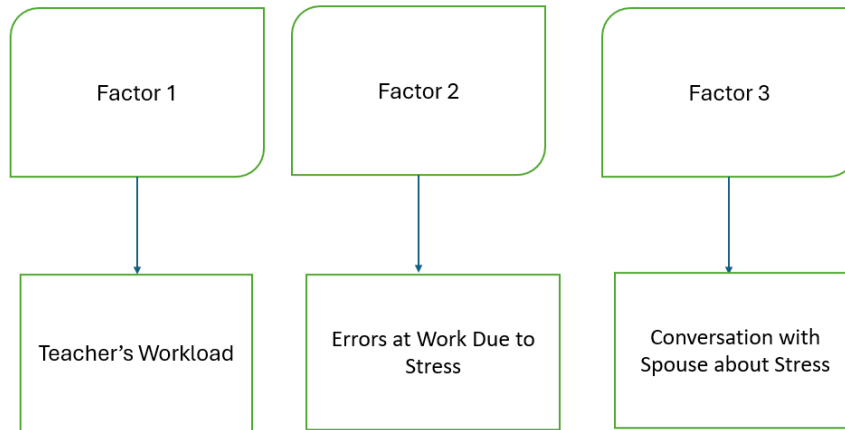 Factor 1
Factor 2
Factor 3
Teacher’s Workload
Errors at Work Due to
Stress
Conversation with
Spouse about Stress